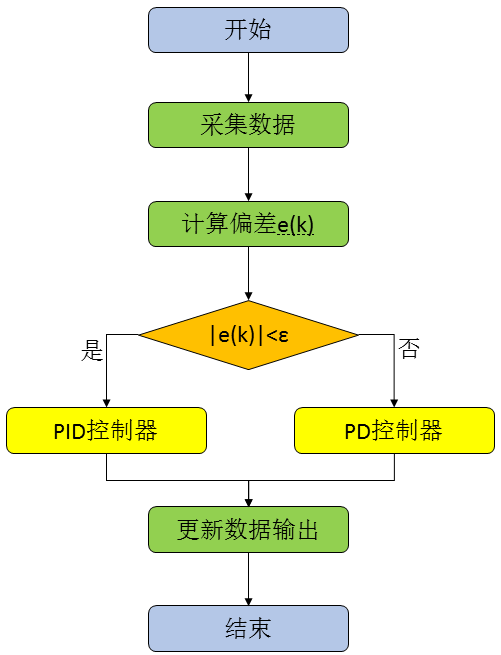 开始
采集数据
计算偏差e(k)
|e(k)|<ε
是
否
PID控制器
PD控制器
更新数据输出
结束